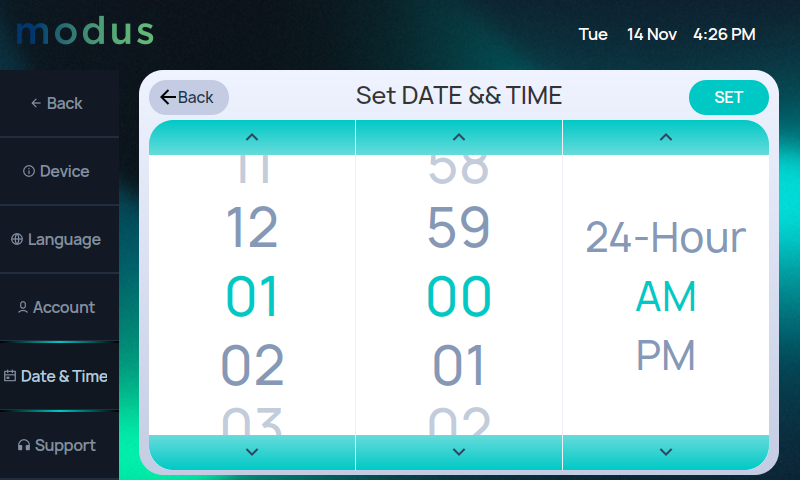 modus
Tue 14 Nov 4:26 PM
Back
Device
Language
Account
Date & Time
Support
Back
Set DATE && TIME
SET
11
12
01
02
03
58
59
00
01
02
24-Hour
AM
PM